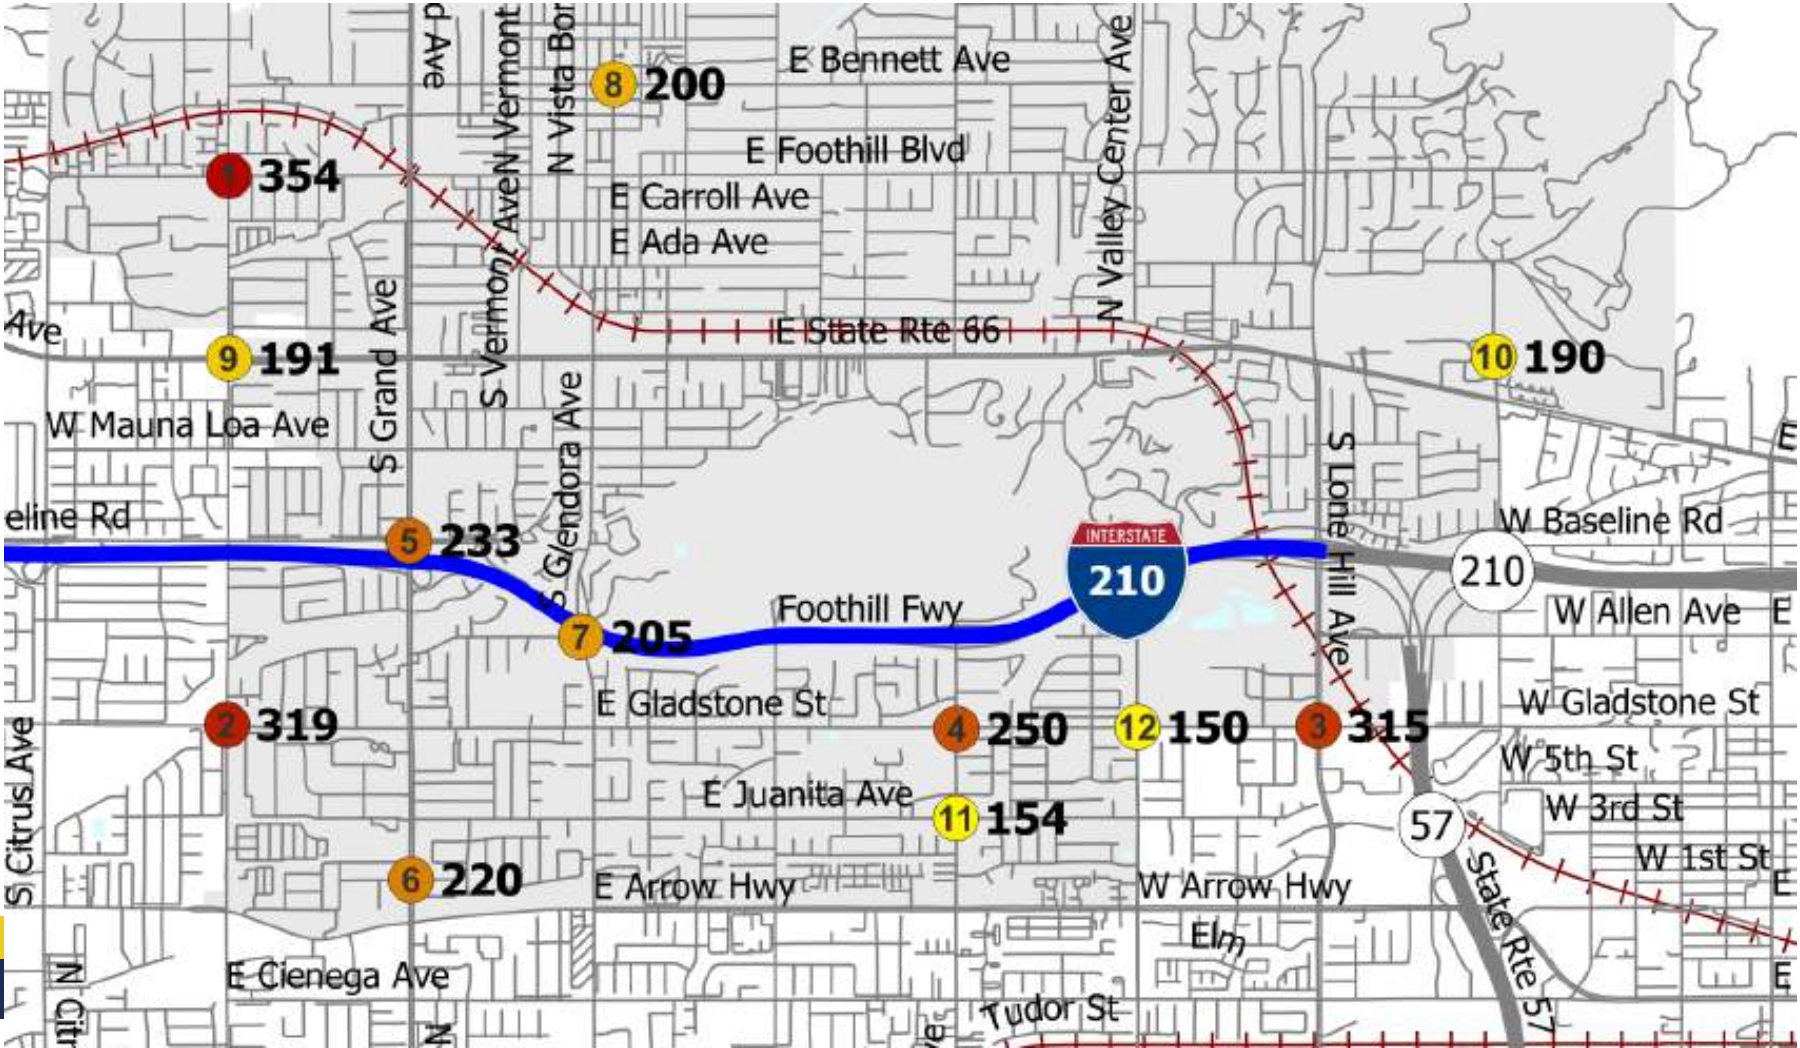 d Ave
N Vermont
N Vista Bor
8 200
E Bennett Ave
N Valley Center Ave
E Foothill Blvd
1 354
E Carroll Ave
E Ada Ave
S Vermont Ave
S Grand Ave
Ave
E State Rte 66
9 191
10 190
S Glendora Ave
W Mauna Loa Ave
S Lone Hill Ave
E
eline Rd
5 233
INTERSTATE
210
W Baseline Rd
210
7 205
Foothill Fwy
W Allen Ave
E
E Gladstone St
W Gladstone St
2 319
4 250
12 150
3 315
S Citrus Ave
W 5th St
E Juanita Ave
11 154
57
W 3rd St
W 1st St
6 220
E Arrow Hwy
W Arrow Hwy
E
State Rte 57
Elm
N Citr
E Cienega Ave
E
N
ve
Tudor St